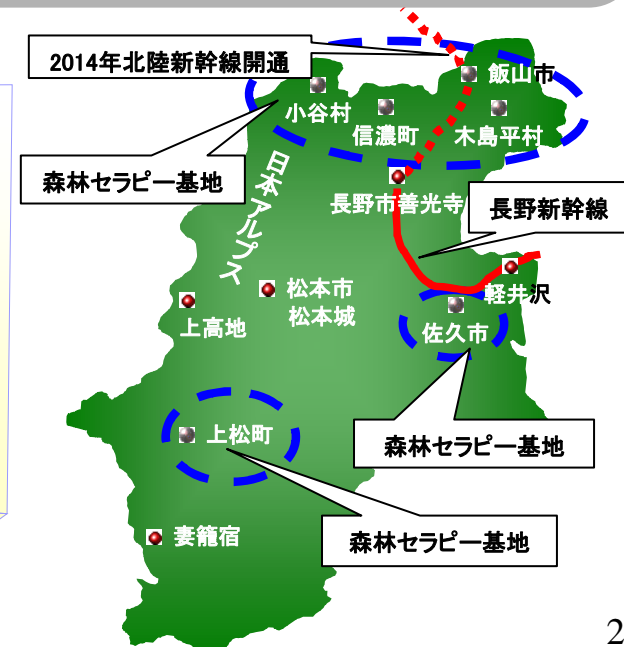 2014年北陸新幹線開通
飯山市
小谷村
信濃町
木島平村
森林セラピー基地
日本アルプス
長野市善光寺
長野新幹線
軽井沢
松本市
松本城
上高地
佐久市
上松町
森林セラピー基地
妻籠宿
森林セラピー基地
2